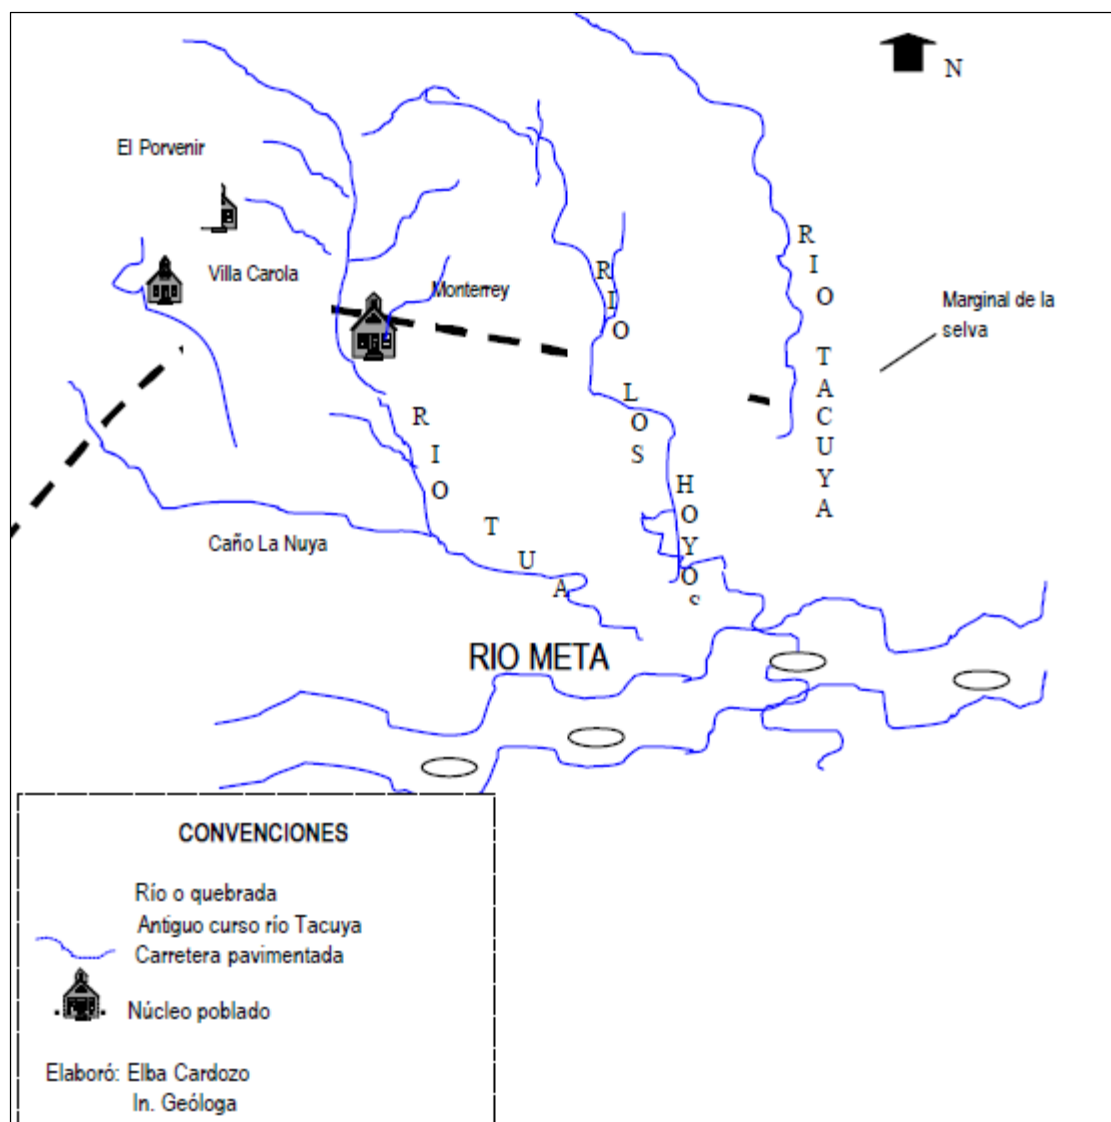 N
El Porvenir
Villa Carola
Monterrey
RIO TACUYA
Marginal de la
selva
RIO LOS HOYOS
RIO TUA
Caño La Nuya
RIO META
CONVENCIONES
Río o quebrada
Antiguo curso río Tacuya
Carretera pavimentada
Núcleo poblado
Elaboró: Elba Cardozo
In. Geóloga